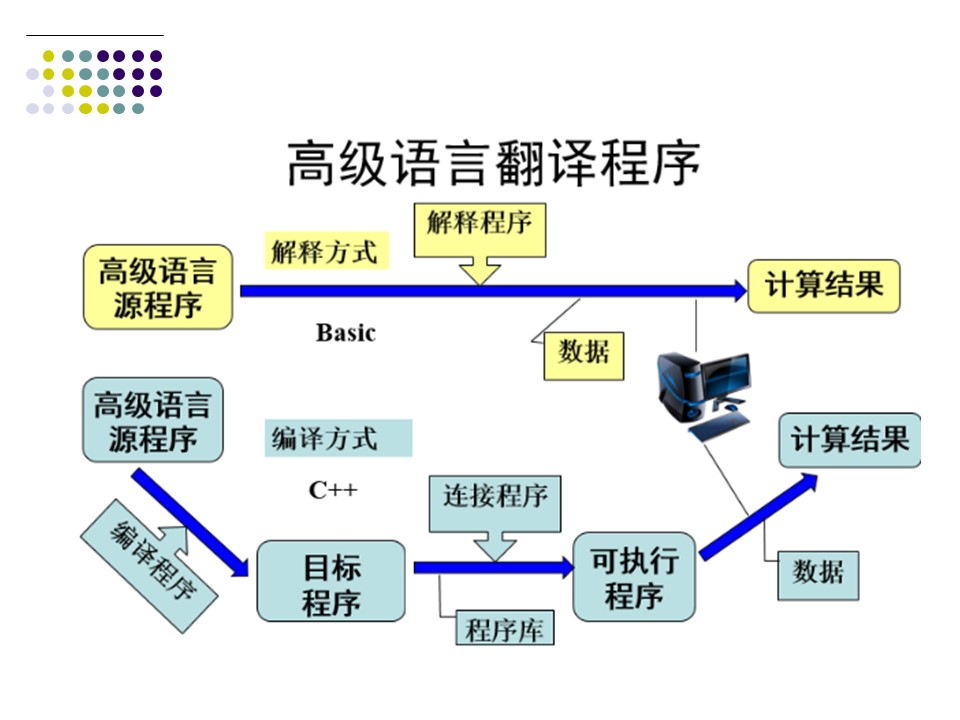 高级语言翻译程序
解释程序
解释方式
高级语言
源程序
计算结果
Basic
数据
高级语言
源程序
编译方式
计算结果
C++
连接程序
编译程序
目标
程序
可执行
程序
数据
程序库